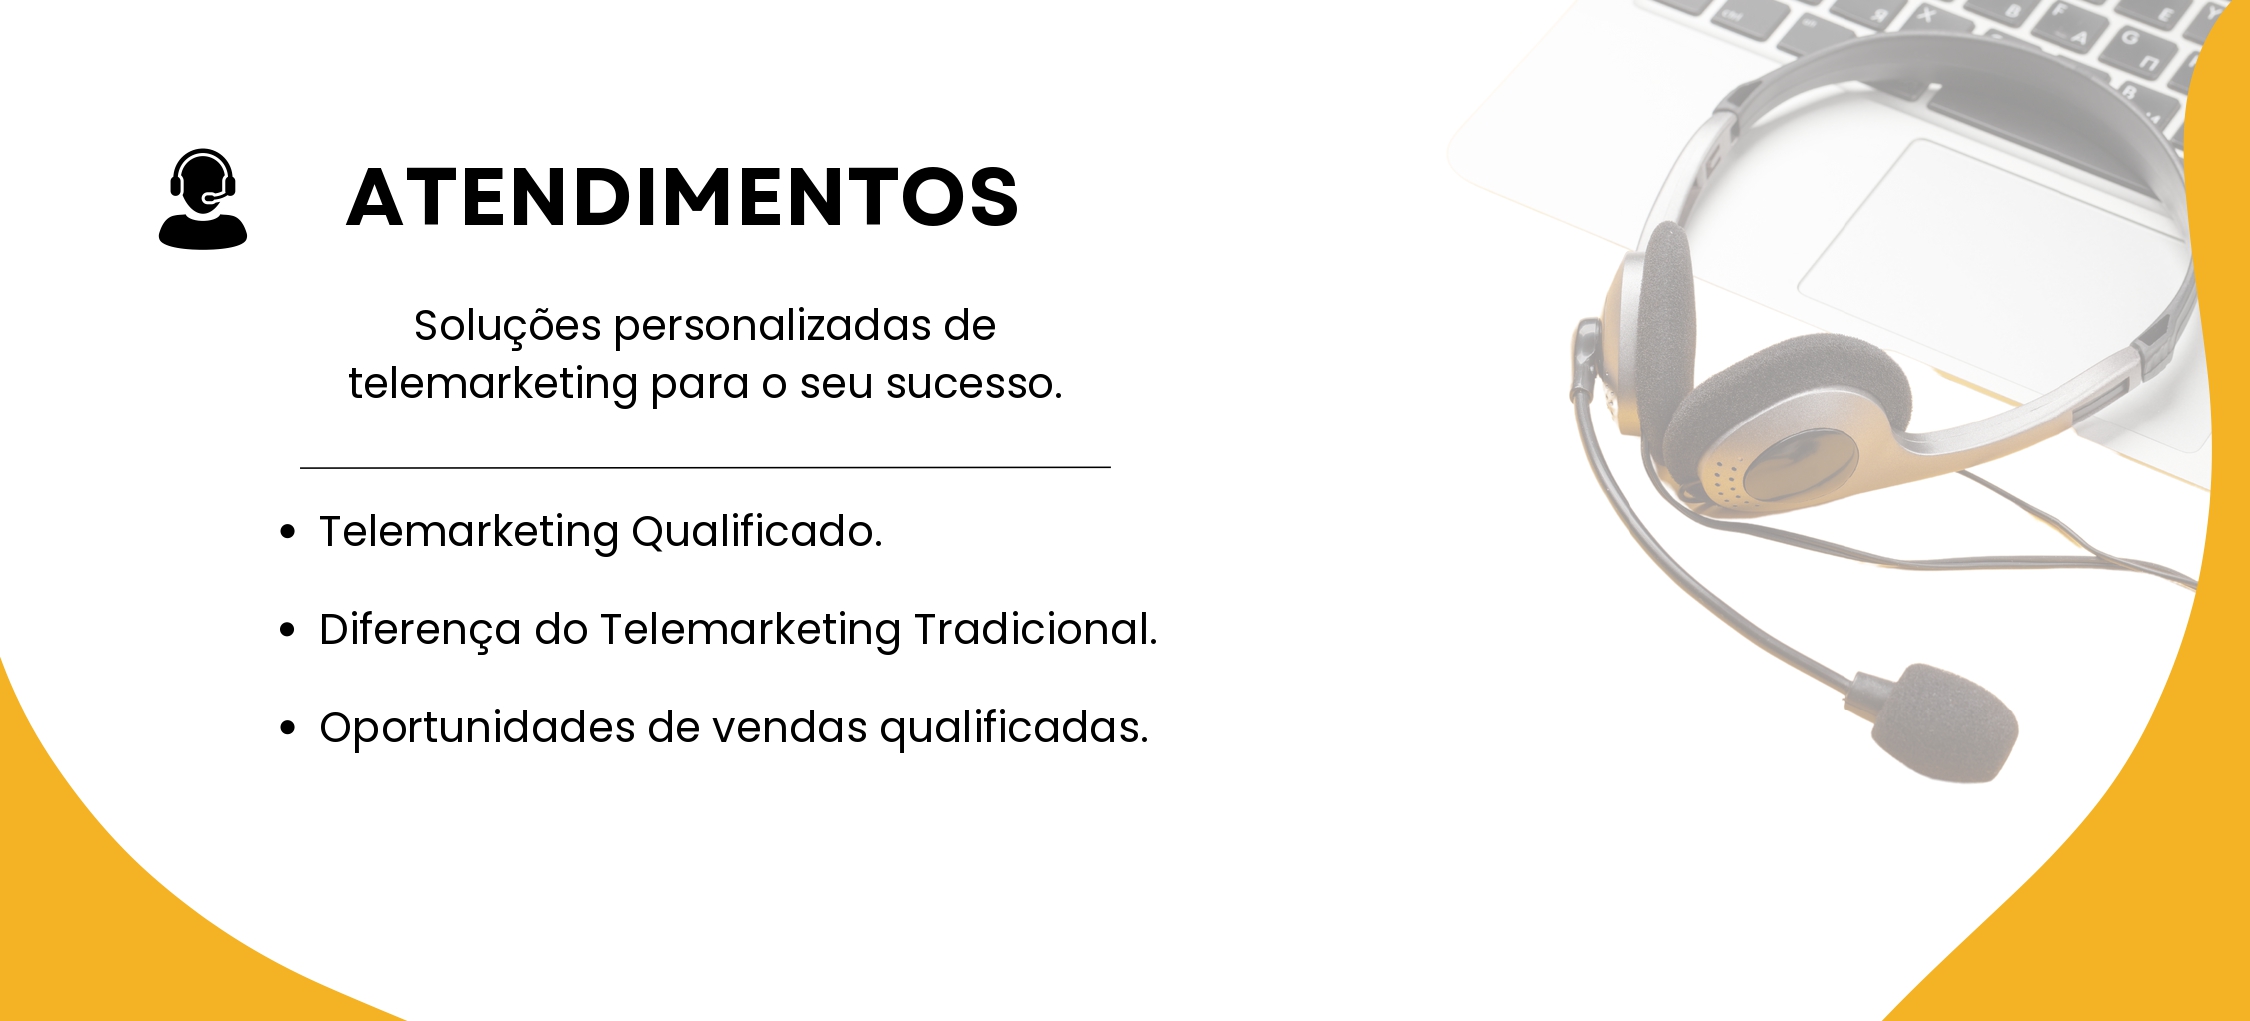 ATENDIMENTOS
Soluções personalizadas de
telemarketing para o seu sucesso.
• Telemarketing Qualificado.
• Diferença do Telemarketing Tradicional.
• Oportunidades de vendas qualificadas.